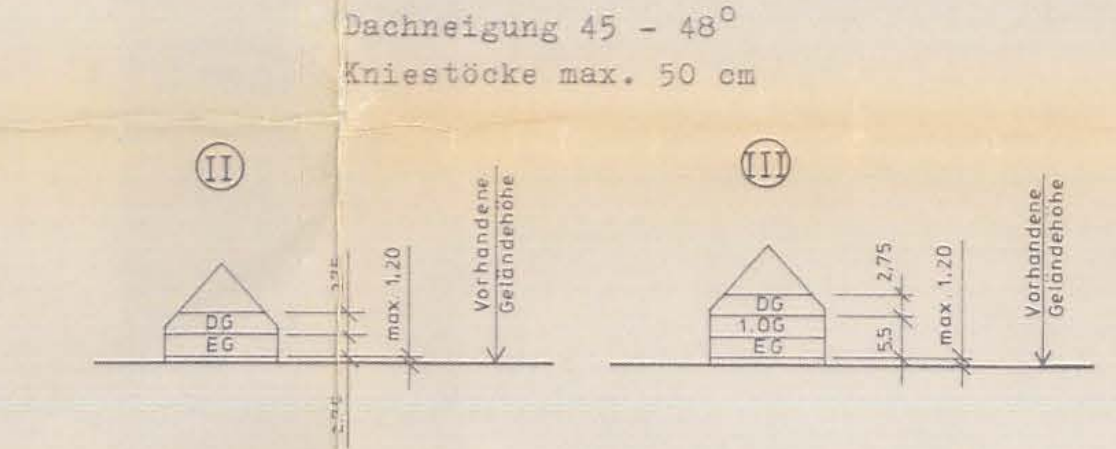 Dachneigung 45 - 48°
Kniestöcke max. 50 cm
II
III
DG
EG
max. 1,20
Vorhandene
Geländehöhe
DG
1.OG
EG
2,75
5,5
max. 1,20
Vorhandene
Geländehöhe